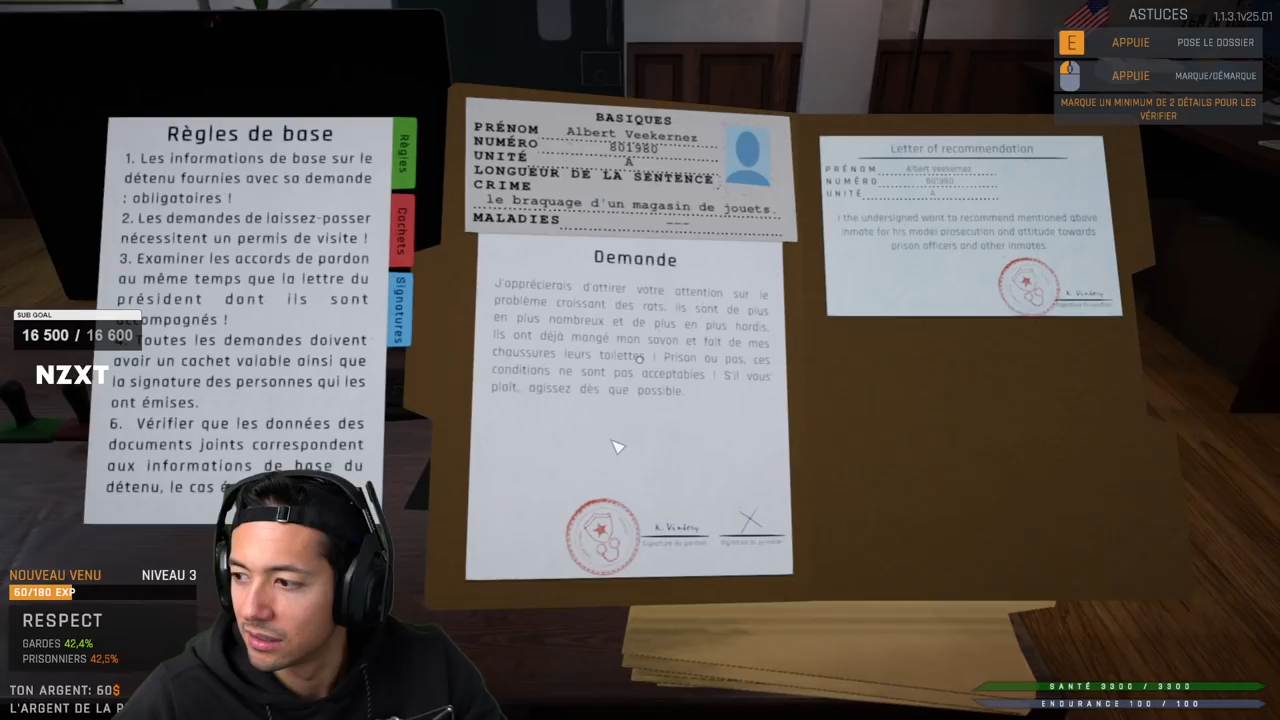 ASTUCES
1.1.3.1v25.01
E APPUIE POSE LE DOSSIER
APPUIE MARQUE/DÉMARQUE
MARQUE UN MINIMUM DE 2 DÉTAILS POUR LES
VÉRIFIER
Règles de base
1. Les informations de base sur le
détenu fournies avec sa demande
; obligatoires !
2. Les demandes de laissez-passer
nécessitent un permis de visite !
3. Examiner les accords de pardon
au même temps que la lettre du
président dont ils sont
accompagnés !
4. Toutes les demandes doivent
avoir un cachet valable ainsi que
la signature des personnes qui les
ont émises.
6. Vérifier que les données des
documents joints correspondent
aux informations de base du
détenu, le cas
Règles
Cachets
Signatures
BASIQUES
PRÉNOM Albert Veekernez
NUMÉRO 801980
UNITÉ A
LONGUEUR DE LA SENTENCE
CRIME
le braquage d'un magasin de jouets.
MALADIES ---
Demande
J'apprécierais d'attirer votre attention sur le
problème croissant des rats. Ils sont de plus
en plus nombreux et de plus en plus hardis.
Ils ont déjà mangé mon savon et fait de mes
chaussures leurs toilettes ! Prison ou pas, ces
conditions ne sont pas acceptables ! S'il vous
plaît, agissez dès que possible.
Signature du gardien
Letter of recommendation
PRÉNOM Albert Veekernez
NUMÉRO 801980
UNITÉ A
I the undersigned want to recommend mentioned above
inmate for his model prosecution and attitude towards
prison officers and other inmates.
SUB GOAL
16 500 / 16 600
NZXT
NOUVEAU VENU NIVEAU 3
60/180 EXP
RESPECT
GARDES 42,4%
PRISONNIERS 42,5%
TON ARGENT: 60$
L'ARGENT DE LA
SANTÉ 3300 / 3300
ENDURANCE 100 / 100